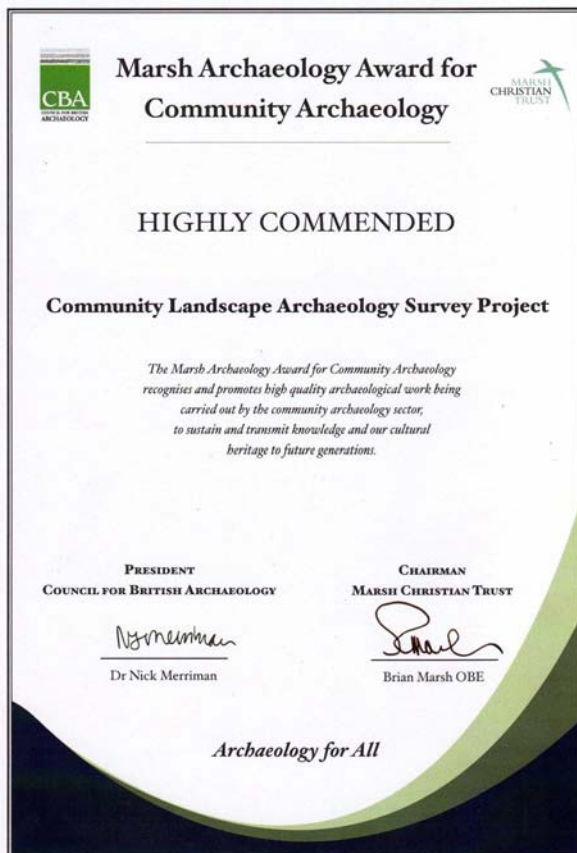 CBA
COUNCIL FOR BRITISH
ARCHAEOLOGY
Marsh Archaeology Award for
Community Archaeology
MARSH
CHRISTIAN
TRUST
HIGHLY COMMENDED
Community Landscape Archaeology Survey Project
The Marsh Archaeology Award for Community Archaeology
recognises and promotes high quality archaeological work being
carried out by the community archaeology sector,
to sustain and transmit knowledge and our cultural
heritage to future generations.
PRESIDENT
COUNCIL FOR BRITISH ARCHAEOLOGY
Dr Nick Merriman
CHAIRMAN
MARSH CHRISTIAN TRUST
Brian Marsh OBE
Archaeology for All